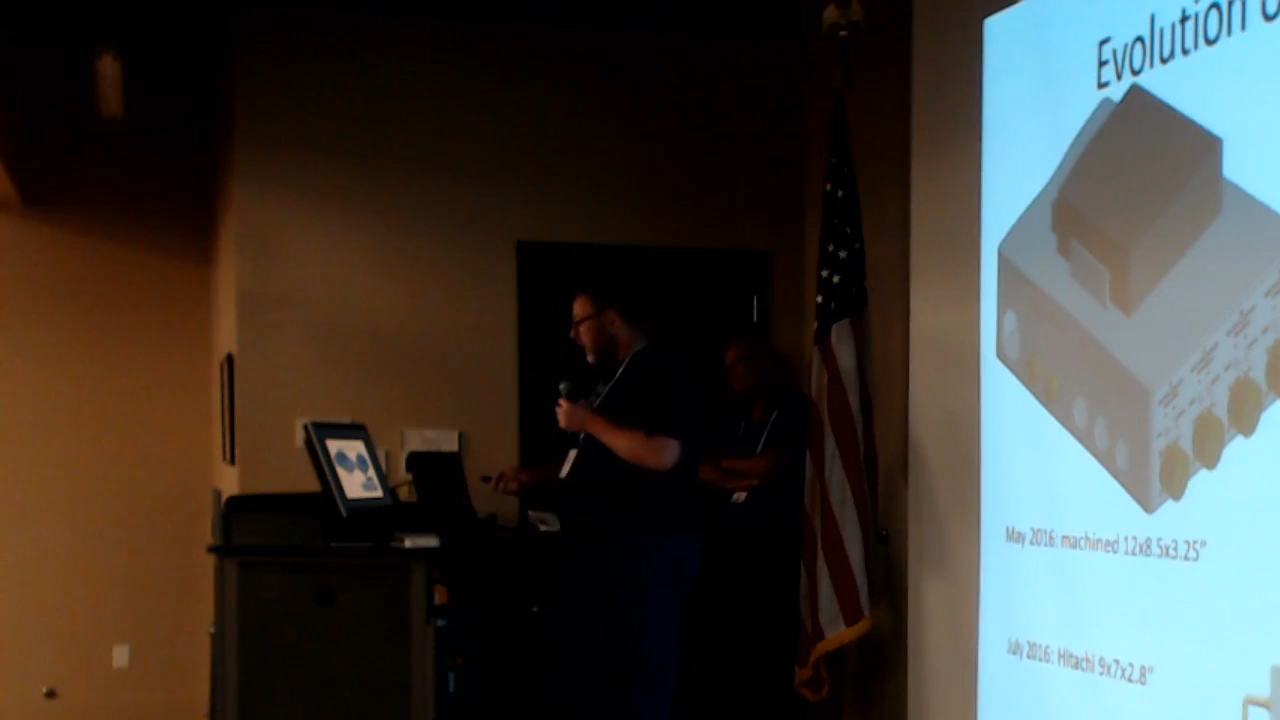 Evolution
May 2016: machined 12x8.5x3.25"
July 2016: Hitachi 9x7x2.8"